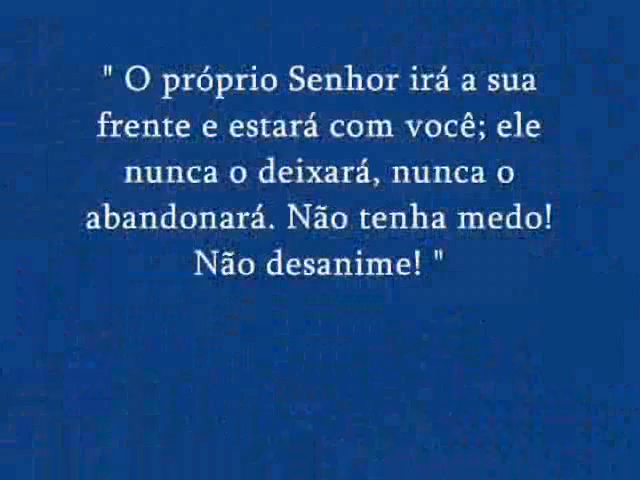 " O próprio Senhor irá a sua
frente e estará com você; ele
nunca o deixará, nunca o
abandonará. Não tenha medo!
Não desanime! "